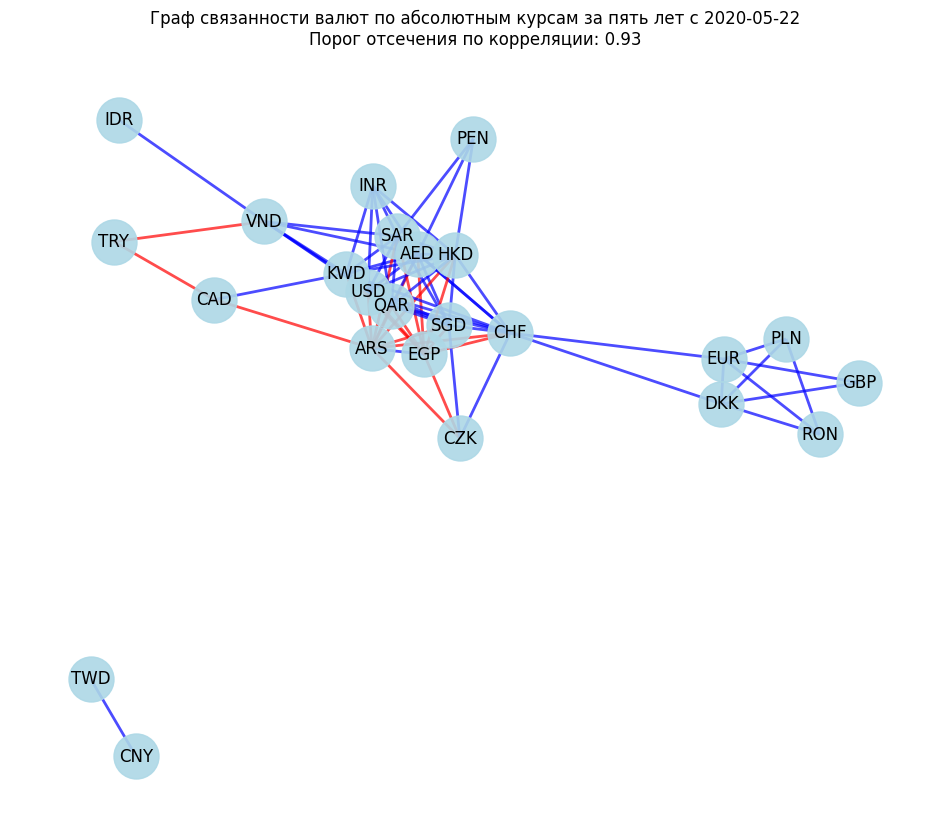 Граф связанности валют по абсолютным курсам за пять лет с 2020-05-22
Порог отсечения по корреляции: 0.93
IDR
PEN
INR
VND
SAR
TRY
AED
HKD
KWD
USD
CAD
QAR
SGD
CHF
PLN
ARS
EGP
EUR
GBP
DKK
CZK
RON
TWD
CNY